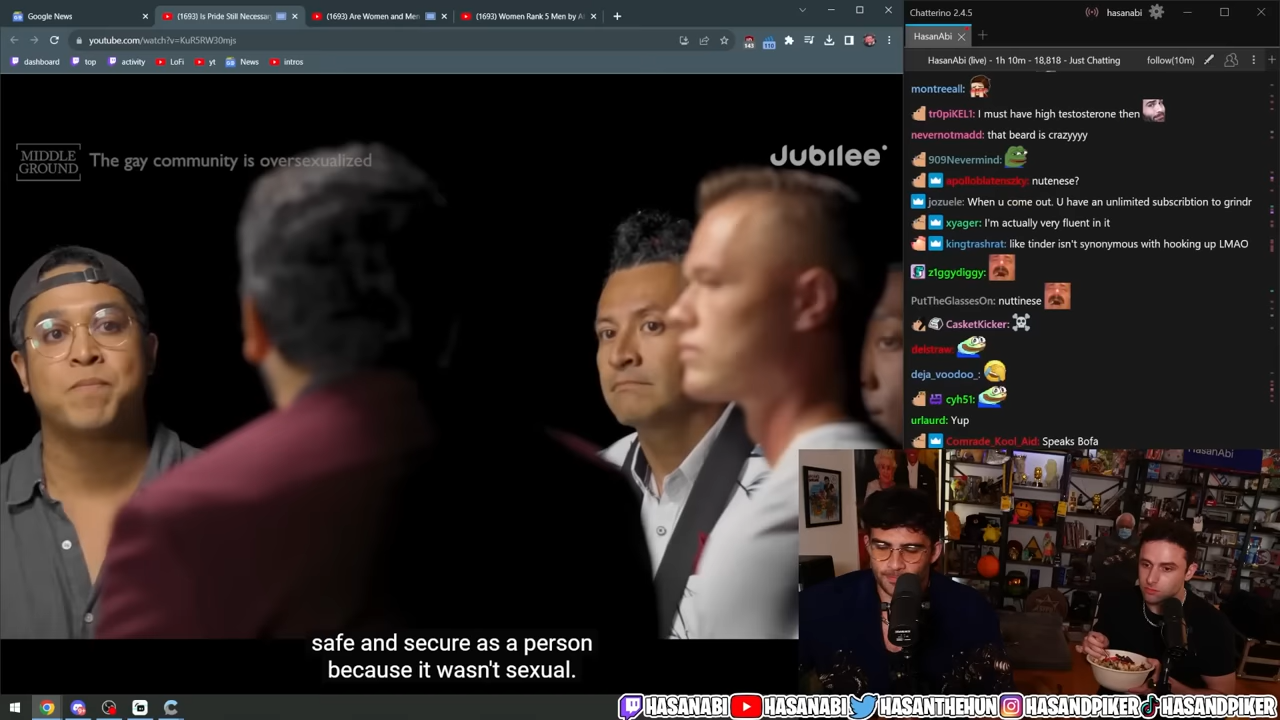 Google News
(1693) Is Pride Still Necessary
(1693) Are Women and Men
(1693) Women Rank 5 Men by A
youtube.com/watch?v=KuR5RW30mjs
143
110
dashboard
top
activity
LoFi
yt
News
intros
MIDDLE
GROUND
The gay community is oversexualized
Jubilee
safe and secure as a person
because it wasn't sexual.
Chatterino 2.4.5
hasanabi
HasanAbi
HasanAbi (live) - 1h 10m - 18,818 - Just Chatting
follow(10m)
montreeall:
tr0piKEL1: I must have high testosterone then
nevernotmadd: that beard is crazyyyy
909Nevermind:
apolloblatenszky: nutenese?
jozuele: When u come out. U have an unlimited subscribtion to grindr
xyager: I'm actually very fluent in it
kingtrashrat: like tinder isn't synonymous with hooking up LMAO
z1ggydiggy:
PutTheGlassesOn: nuttinese
CasketKicker:
deistraw:
deja_voodoo_:
cyh51:
urlaurd: Yup
Comrade_Kool_Aid: Speaks Bofa
HasanAbi
HASANABI
HASANABI
HASANTHEHUN
HASANDPIKER
HASANDPIKER